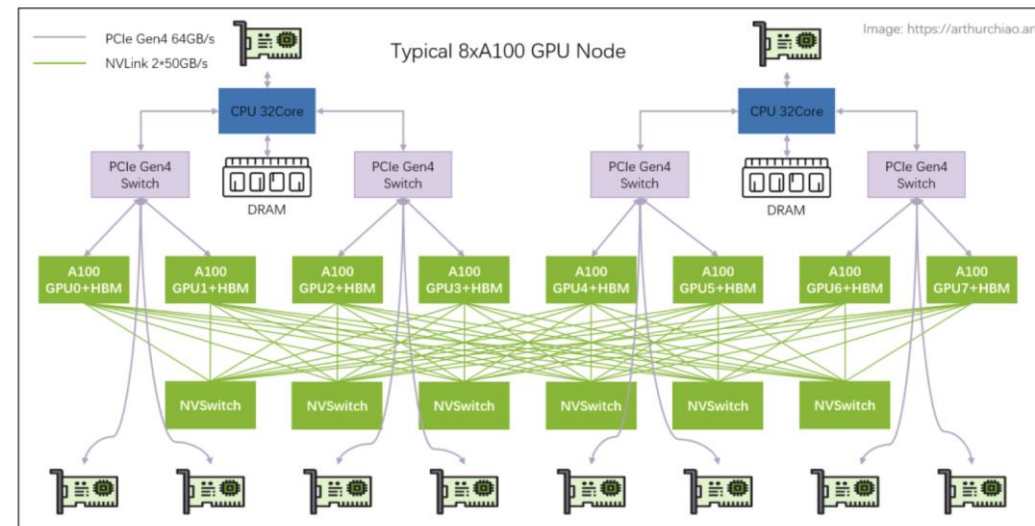 PCIe Gen4 64GB/s
NVLink 2*50GB/s
Typical 8xA100 GPU Node
Image: https://arthurchiao.ar
CPU 32Core
CPU 32Core
PCIe Gen4
Switch
DRAM
PCIe Gen4
Switch
PCIe Gen4
Switch
DRAM
PCIe Gen4
Switch
A100
GPU0+HBM
A100
GPU1+HBM
A100
GPU2+HBM
A100
GPU3+HBM
A100
GPU4+HBM
A100
GPU5+HBM
A100
GPU6+HBM
A100
GPU7+HBM
NVSwitch
NVSwitch
NVSwitch
NVSwitch
NVSwitch
NVSwitch